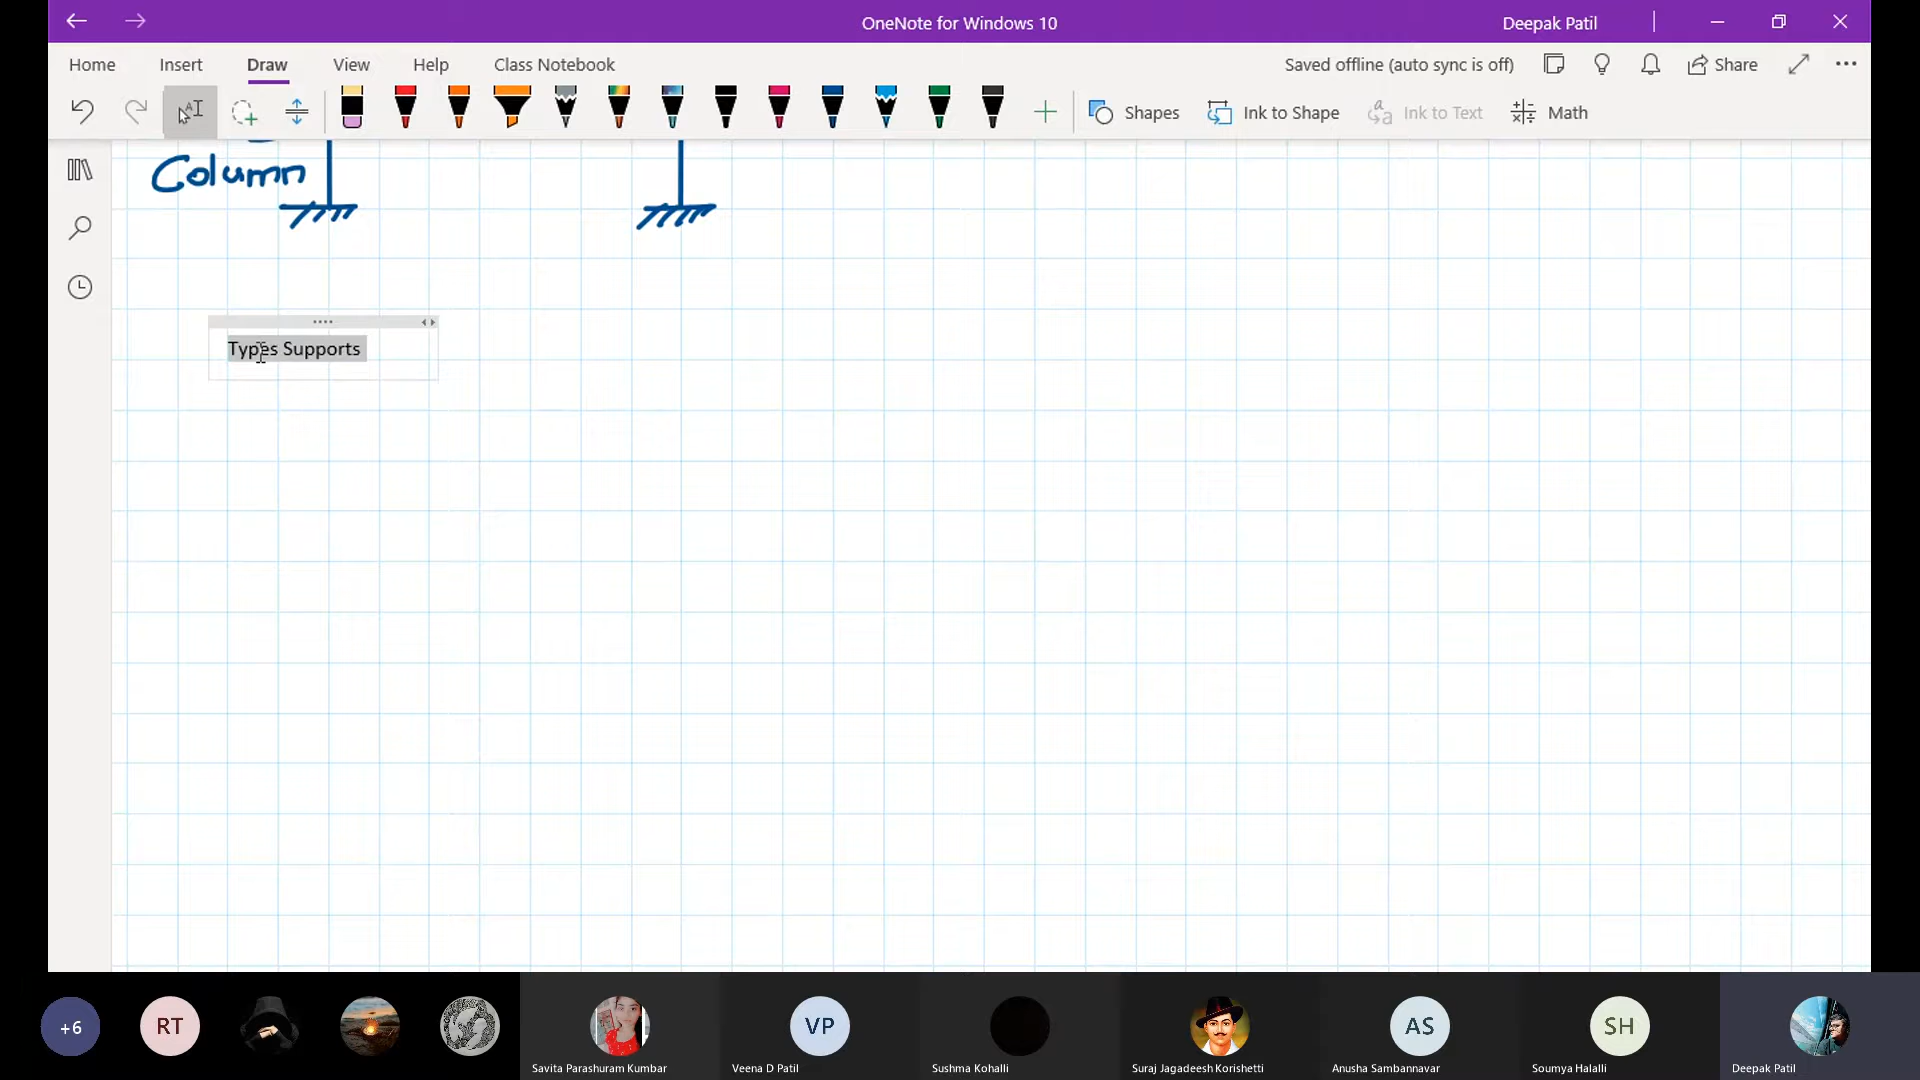 OneNote for Windows 10
Deepak Patil
Home Insert Draw View Help Class Notebook
Saved offline (auto sync is off)
Share
Shapes Ink to Shape Ink to Text Math
Column
Types Supports
+6
RT
VP
AS
SH
Savita Parashuram Kumbar
Veena D Patil
Sushma Kohalli
Suraj Jagadeesh Korishetti
Anusha Sambannavar
Soumya Halalli
Deepak Patil